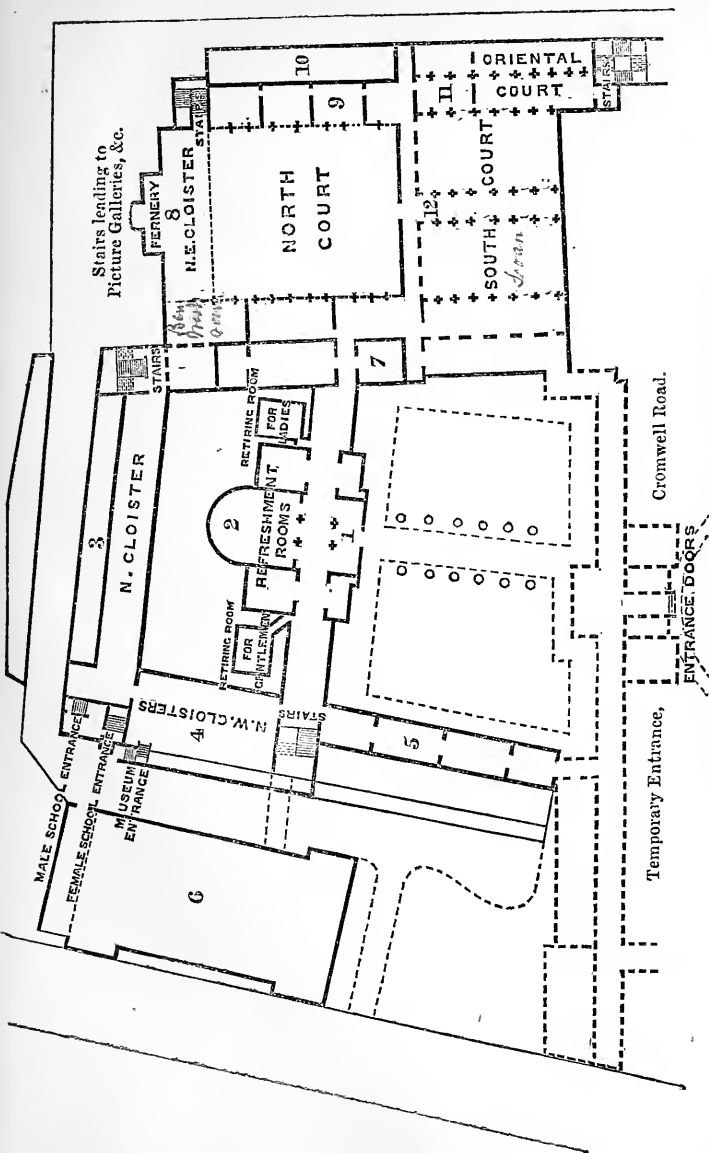 Stairs leading to
Picture Galleries, &c.
FERNERY
8
N.E. CLOISTER
STAIRS
10
9
NORTH
COURT
ORIENTAL
COURT
11
STAIRS
12
SOUTH COURT
STAIRS
7
3
N. CLOISTER
RETIRING ROOM
FOR
LADIES
2
REFRESHMENT
ROOMS
1
RETIRING ROOM
FOR
GENTLEMEN
4
N.W. CLOISTERS
STAIRS
5
MALE SCHOOL ENTRANCE
FEMALE SCHOOL ENTRANCE
MUSEUM
ENTRANCE
6
Temporary Entrance,
Cromwell Road.
ENTRANCE DOORS